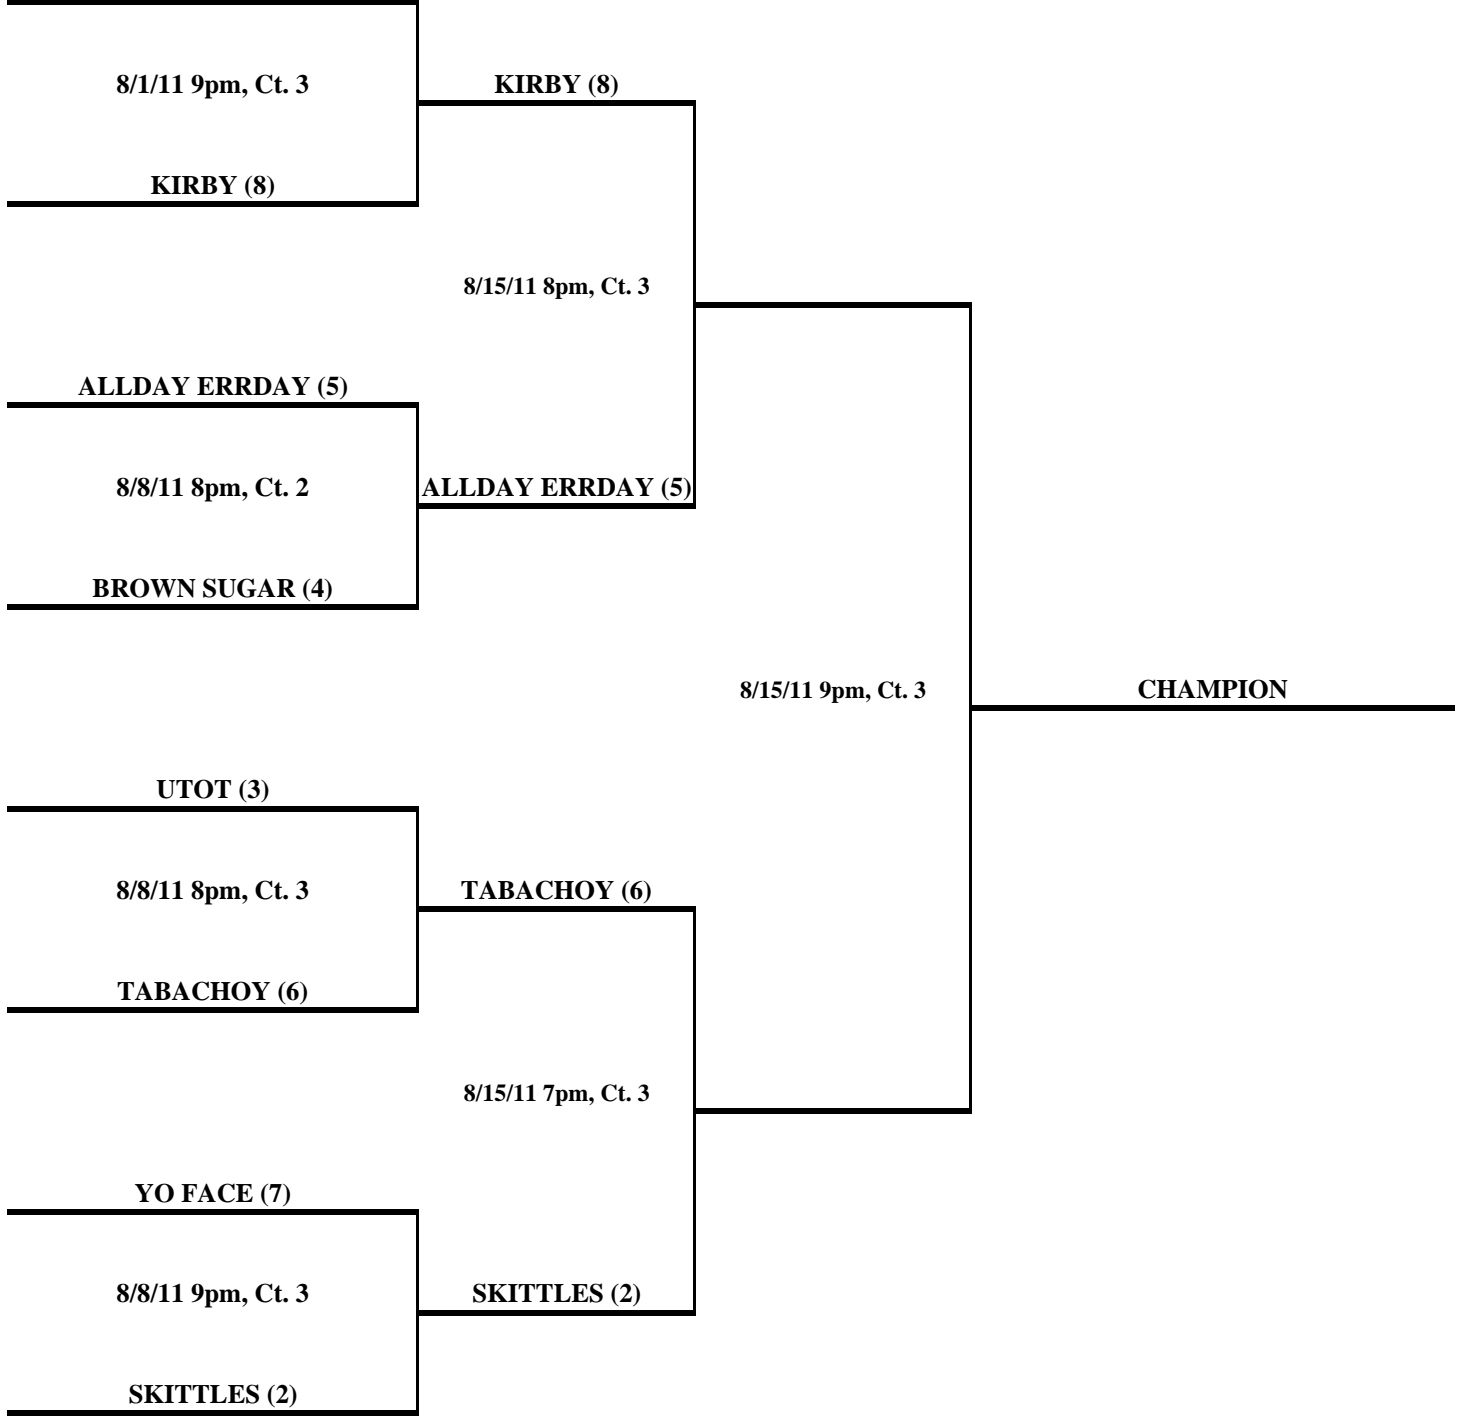 8/1/11 9pm, Ct. 3
KIRBY (8)
KIRBY (8)
8/15/11 8pm, Ct. 3
ALLDAY ERRDAY (5)
8/8/11 8pm, Ct. 2
ALLDAY ERRDAY (5)
BROWN SUGAR (4)
8/15/11 9pm, Ct. 3
CHAMPION
UTOT (3)
8/8/11 8pm, Ct. 3
TABACHOY (6)
TABACHOY (6)
8/15/11 7pm, Ct. 3
YO FACE (7)
8/8/11 9pm, Ct. 3
SKITTLES (2)
SKITTLES (2)